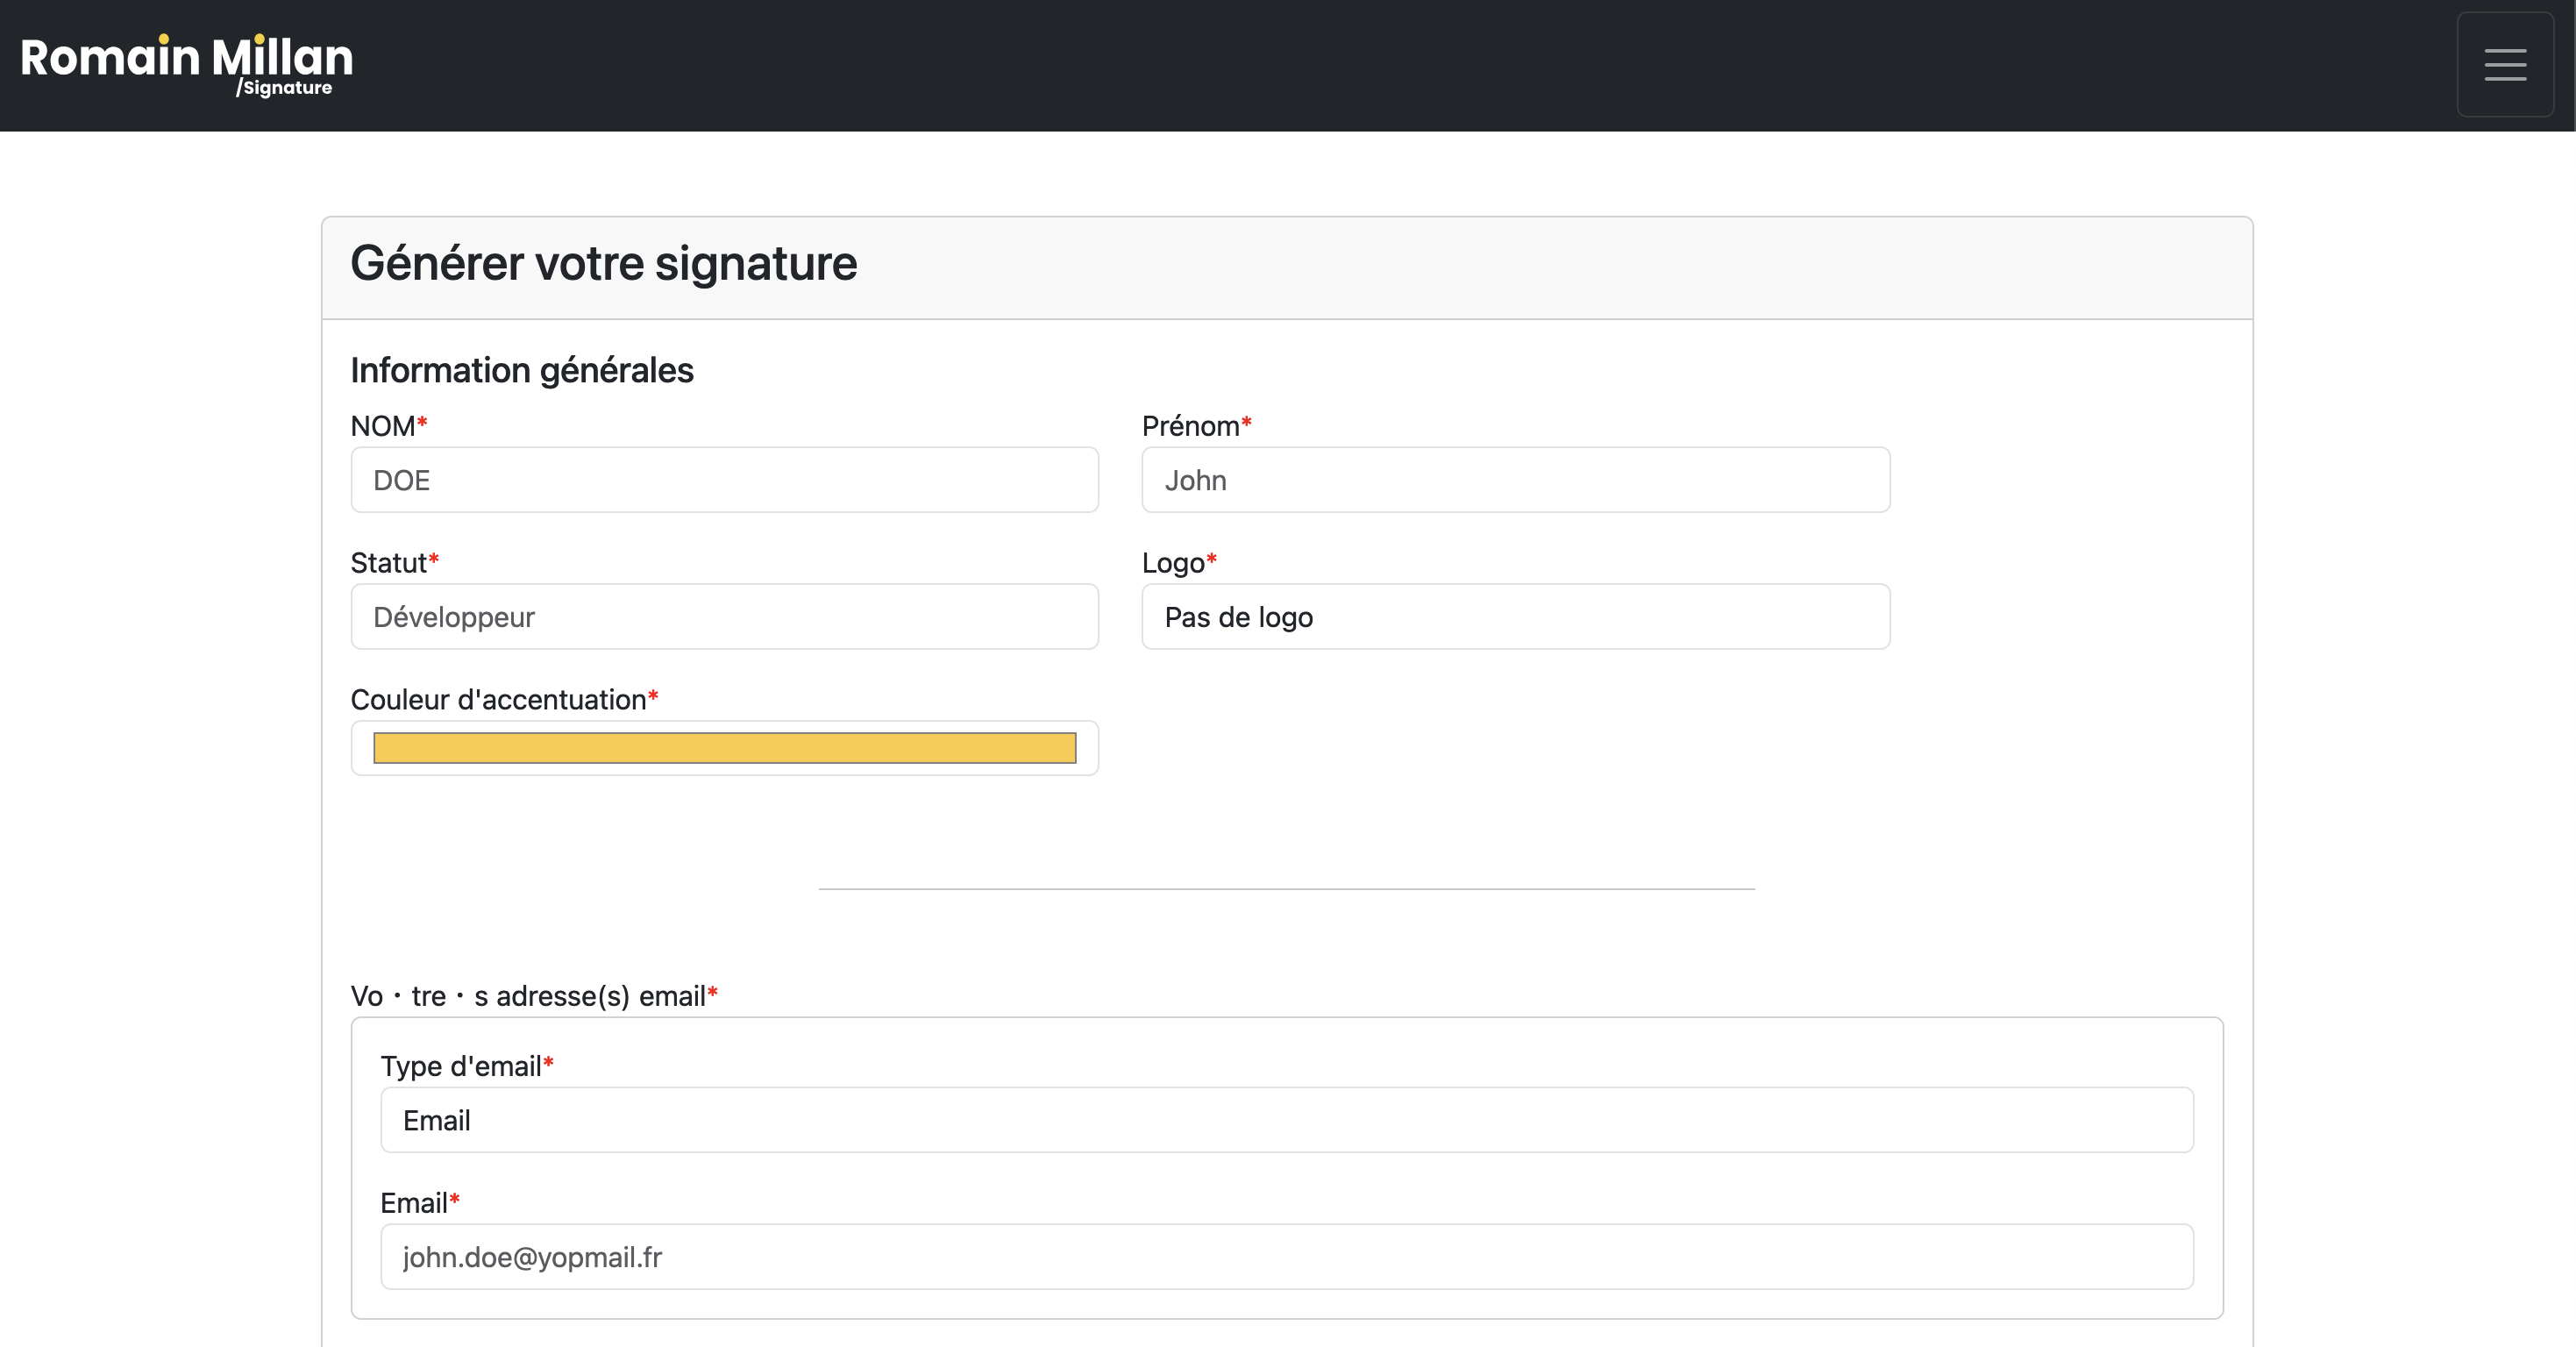 Romain Millan
/Signature
Générer votre signature
Information générales
NOM* Prénom*
DOE John
Statut* Logo*
Développeur Pas de logo
Couleur d'accentuation*
Vo・tre・s adresse(s) email*
Type d'email*
Email
Email*
john.doe@yopmail.fr